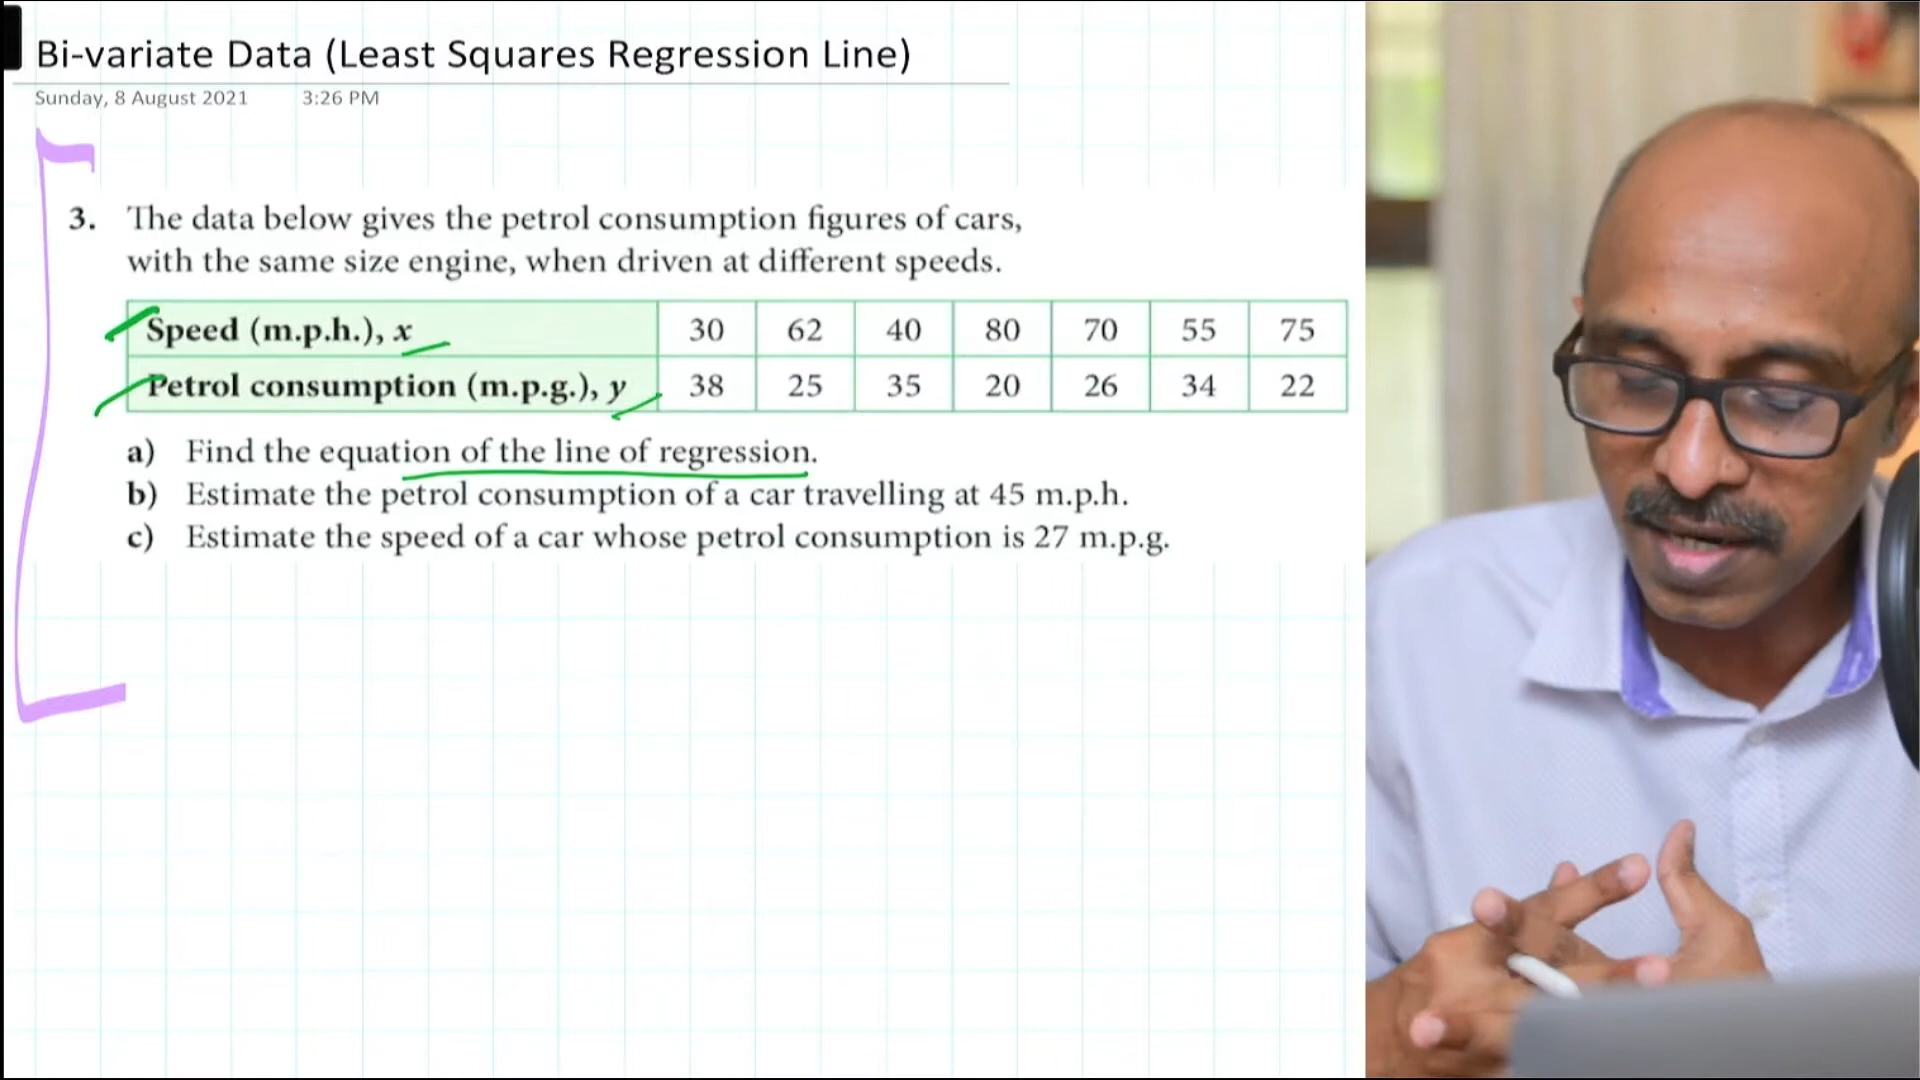 Bi-variate Data (Least Squares Regression Line)
Sunday, 8 August 2021 3:26 PM
3. The data below gives the petrol consumption figures of cars,
with the same size engine, when driven at different speeds.
Speed (m.p.h.), x 30 62 40 80 70 55 75
Petrol consumption (m.p.g.), y 38 25 35 20 26 34 22
a) Find the equation of the line of regression.
b) Estimate the petrol consumption of a car travelling at 45 m.p.h.
c) Estimate the speed of a car whose petrol consumption is 27 m.p.g.